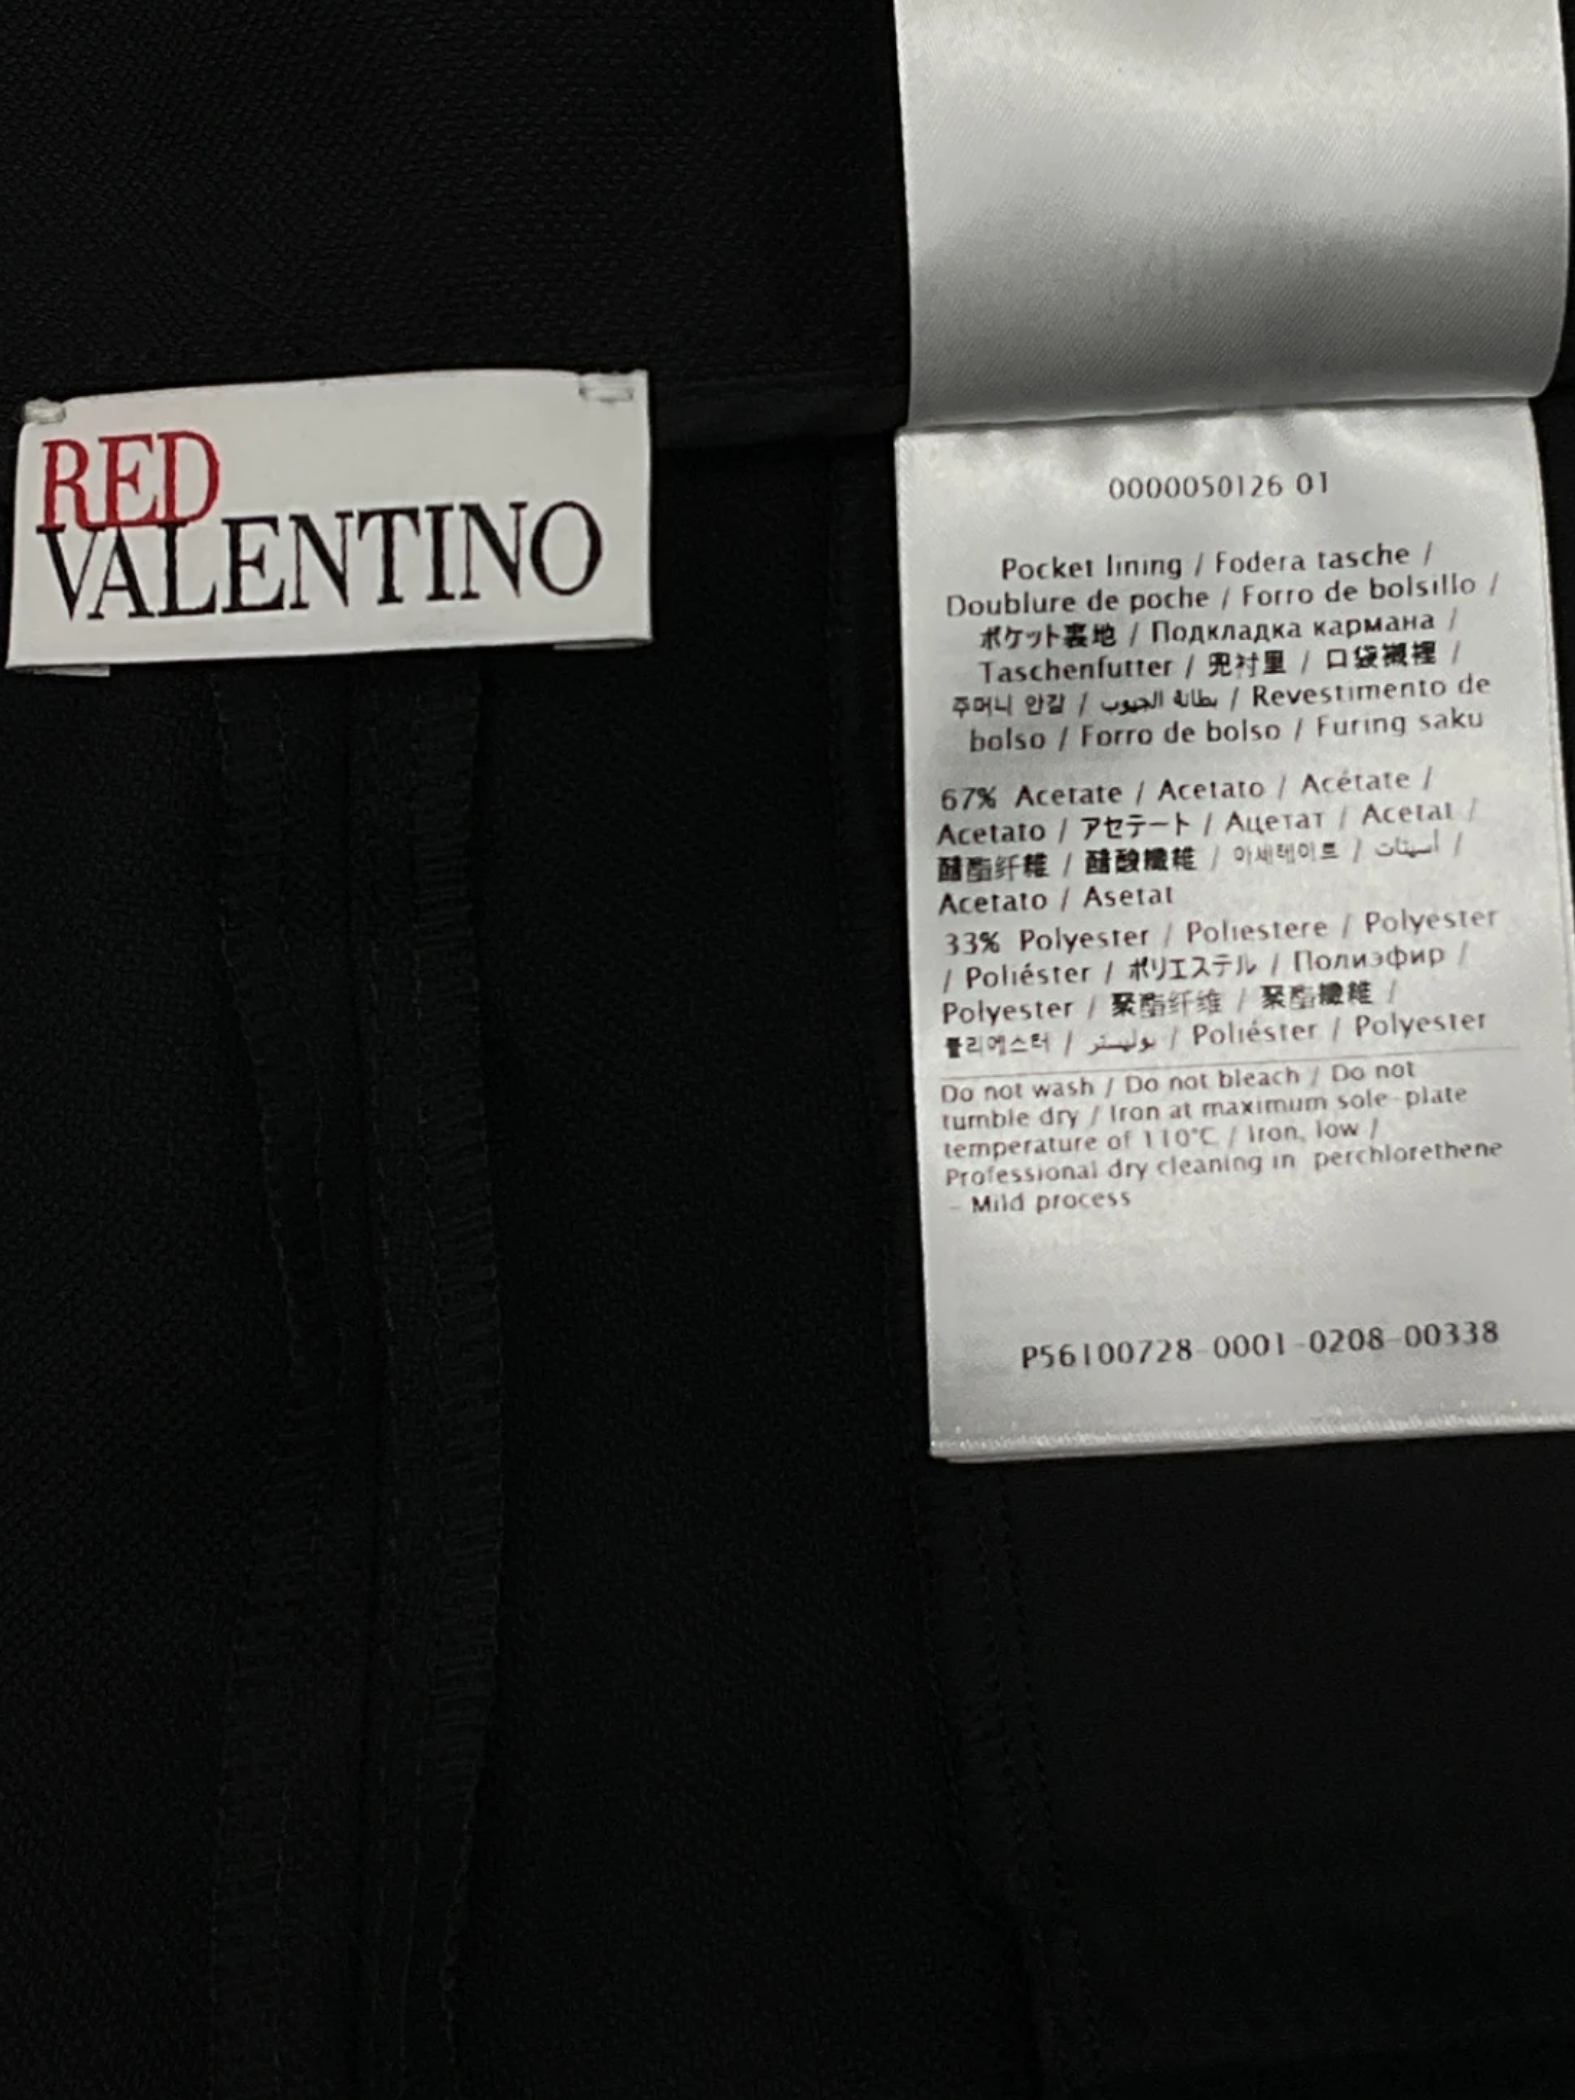 RED
VALENTINO
0000050126 01
Pocket lining / Fodera tasche /
Doublure de poche / Forro de bolsillo /
ポケット裏地 / Подкладка кармана /
Taschenfutter / 兜衬里 / 口袋襯裡 /
주머니 안감 / بطانة الجيوب / Revestimento de
bolso / Forro de bolso / Furing saku
67% Acetate / Acetato / Acétate /
Acetato / アセテート / Ацетат / Acetat /
醋酯纤维 / 醋酸纖維 / 아세테이트 / أسيتات /
Acetato / Asetat
33% Polyester / Poliestere / Polyester
/ Poliéster / ポリエステル / Полиэфир /
Polyester / 聚酯纤维 / 聚酯纖維 /
폴리에스터 / بوليستر / Poliéster / Polyester
Do not wash / Do not bleach / Do not
tumble dry / Iron at maximum sole-plate
temperature of 110°C / Iron, low /
Professional dry cleaning in perchlorethene
- Mild process
P56100728-0001-0208-00338